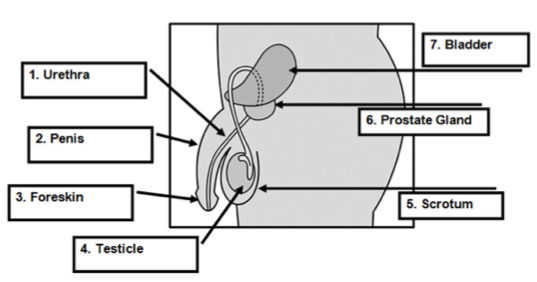 1. Urethra
2. Penis
3. Foreskin
4. Testicle
5. Scrotum
6. Prostate Gland
7. Bladder